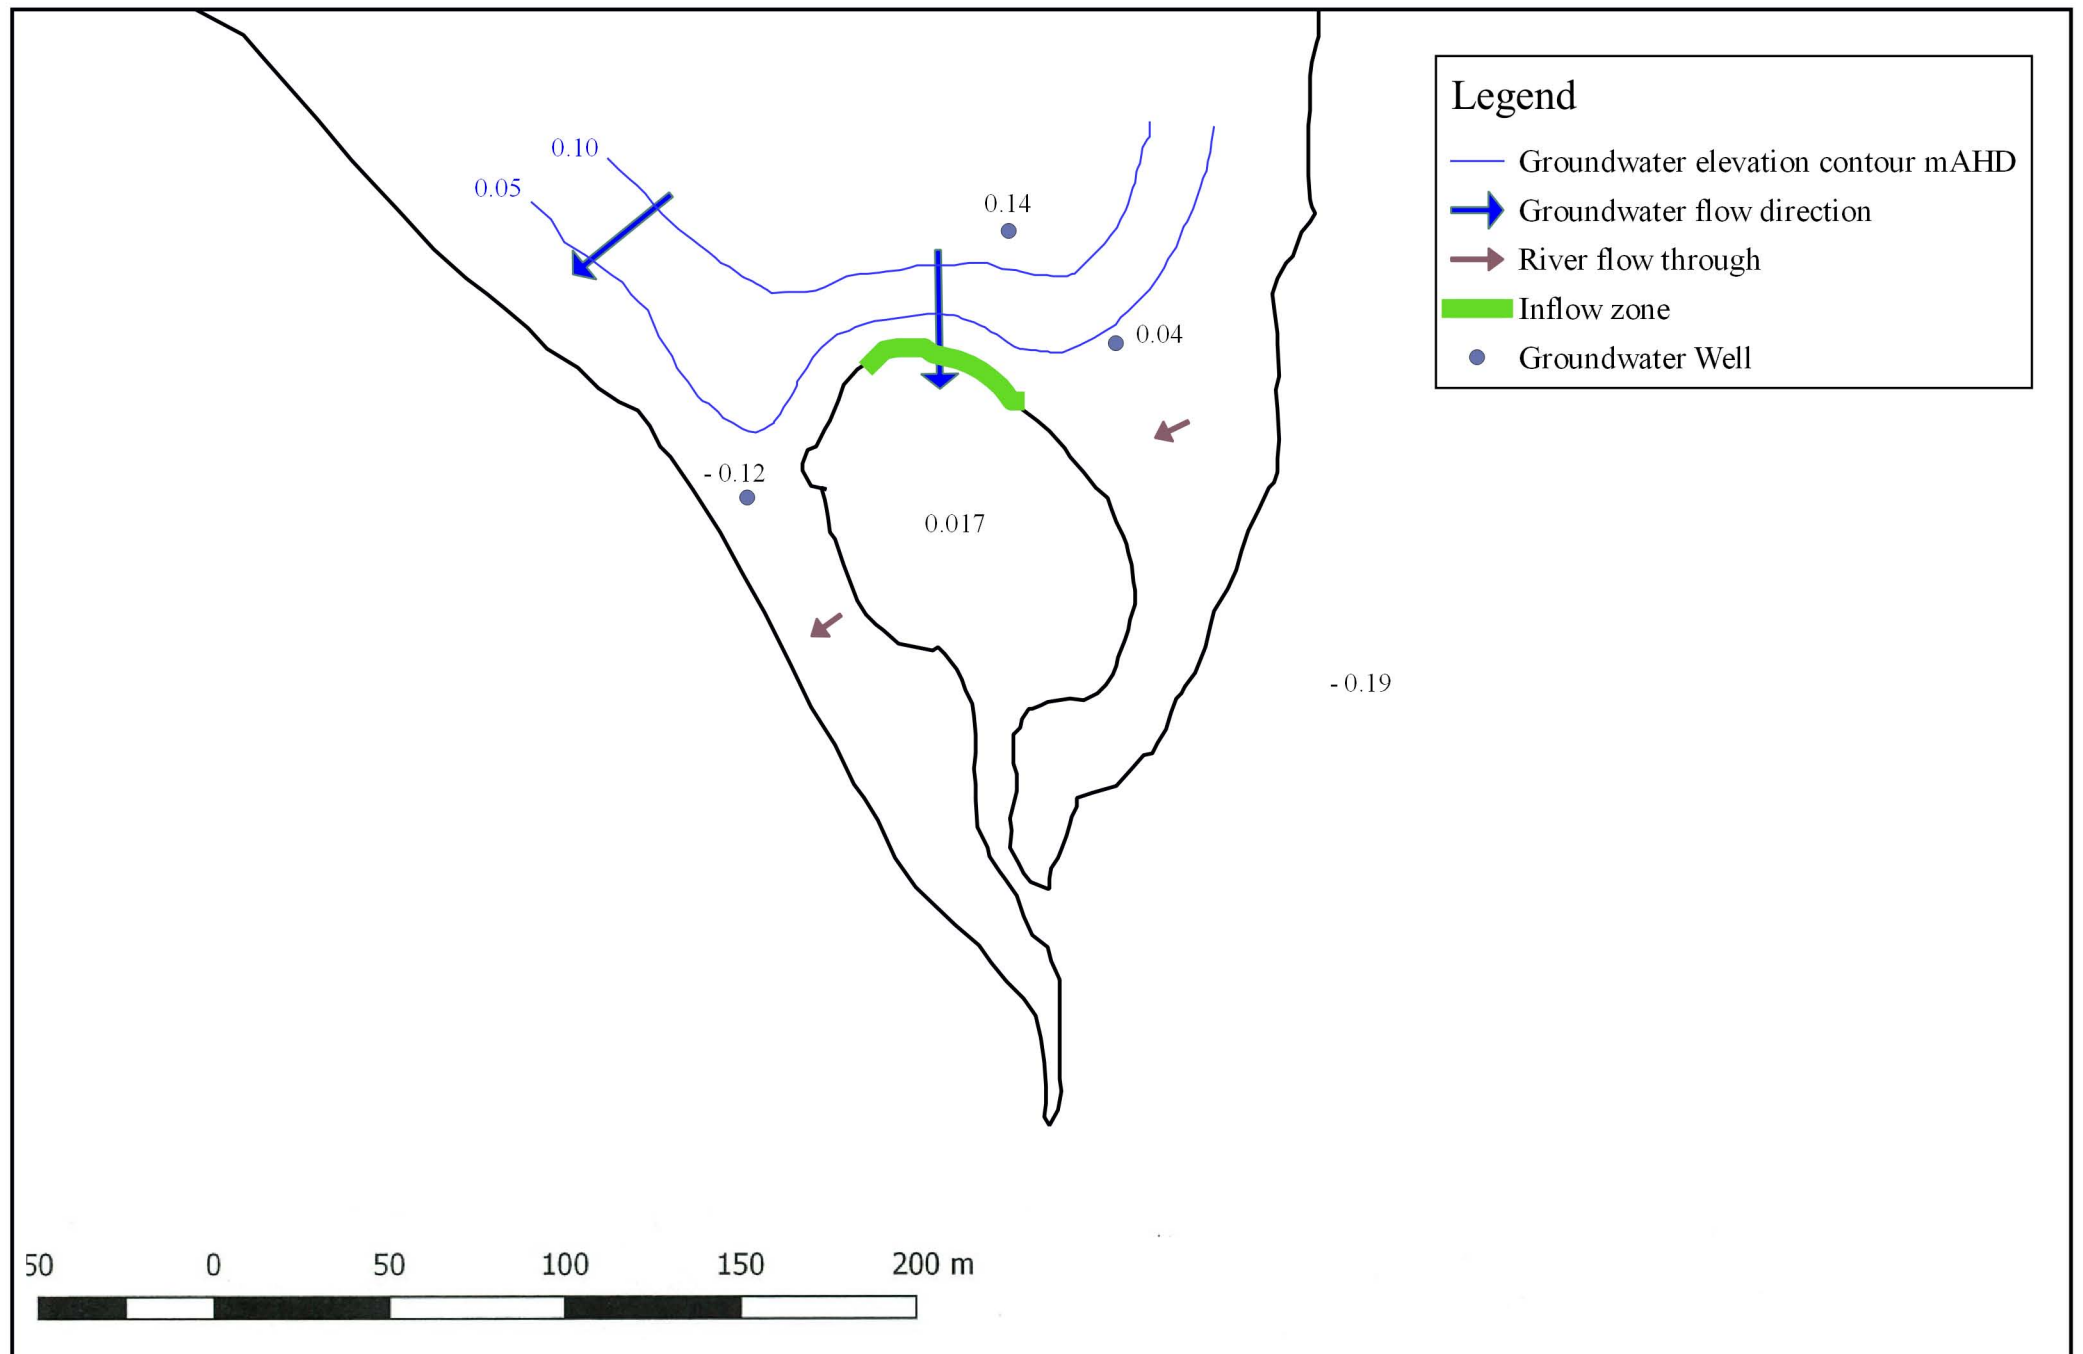 0.10
0.05
0.14
0.04
- 0.12
0.017
- 0.19
Legend
Groundwater elevation contour mAHD
Groundwater flow direction
River flow through
Inflow zone
Groundwater Well
50 0 50 100 150 200 m